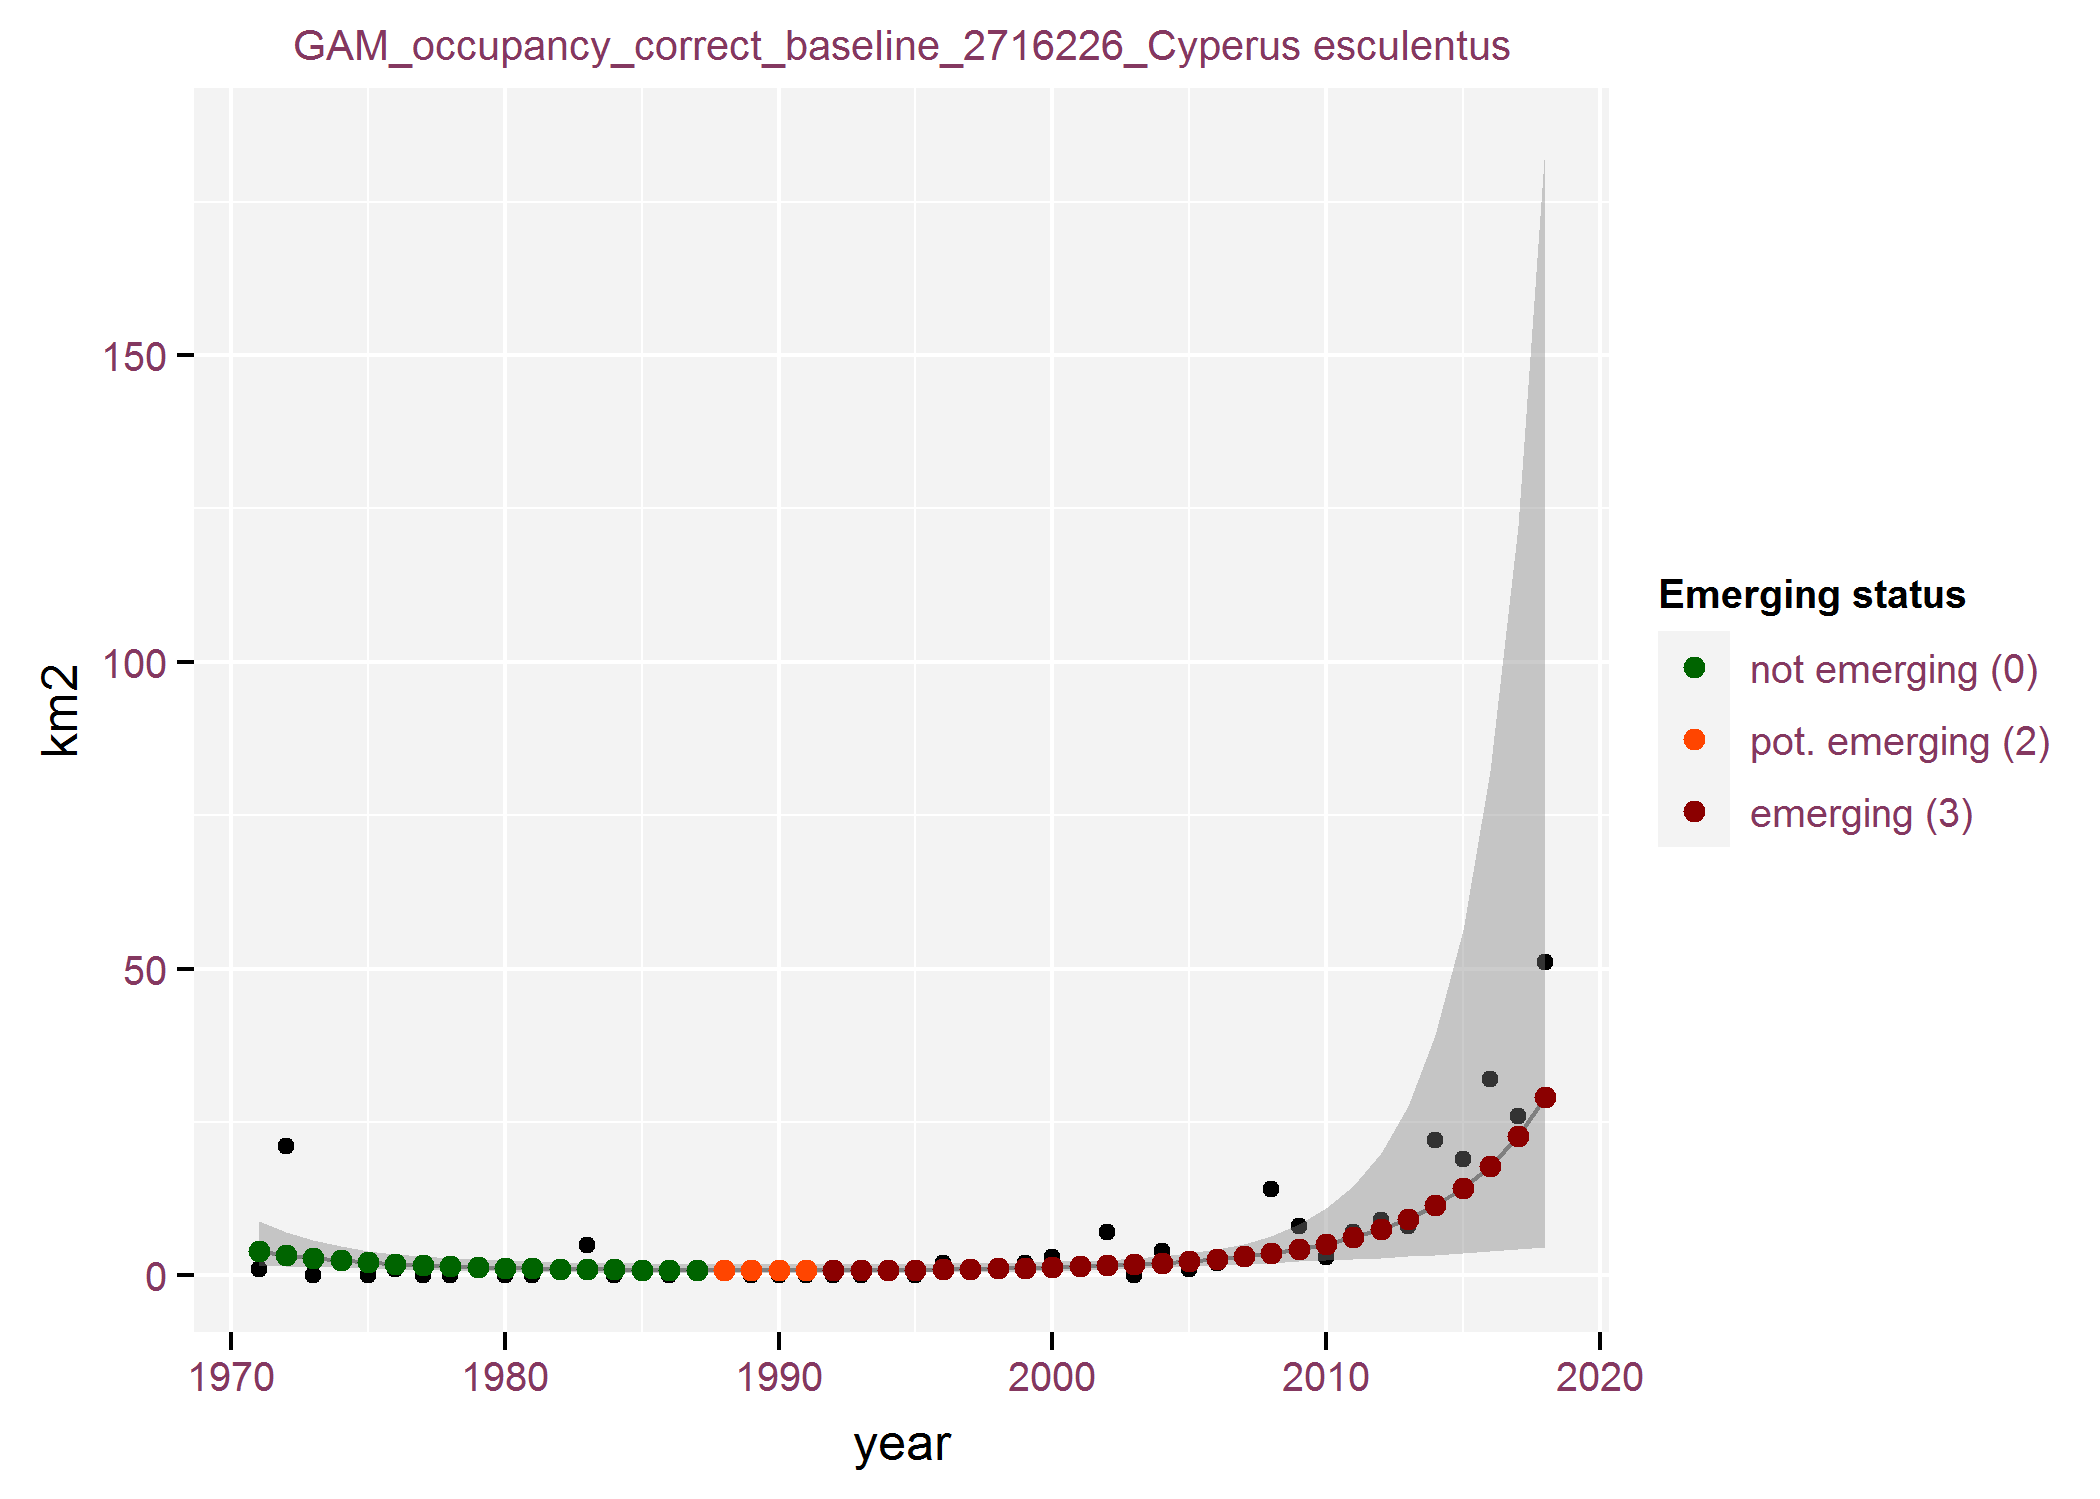 GAM_occupancy_correct_baseline_2716226_Cyperus esculentus
km2
150
100
50
0
1970 1980 1990 2000 2010 2020
year
Emerging status
not emerging (0)
pot. emerging (2)
emerging (3)